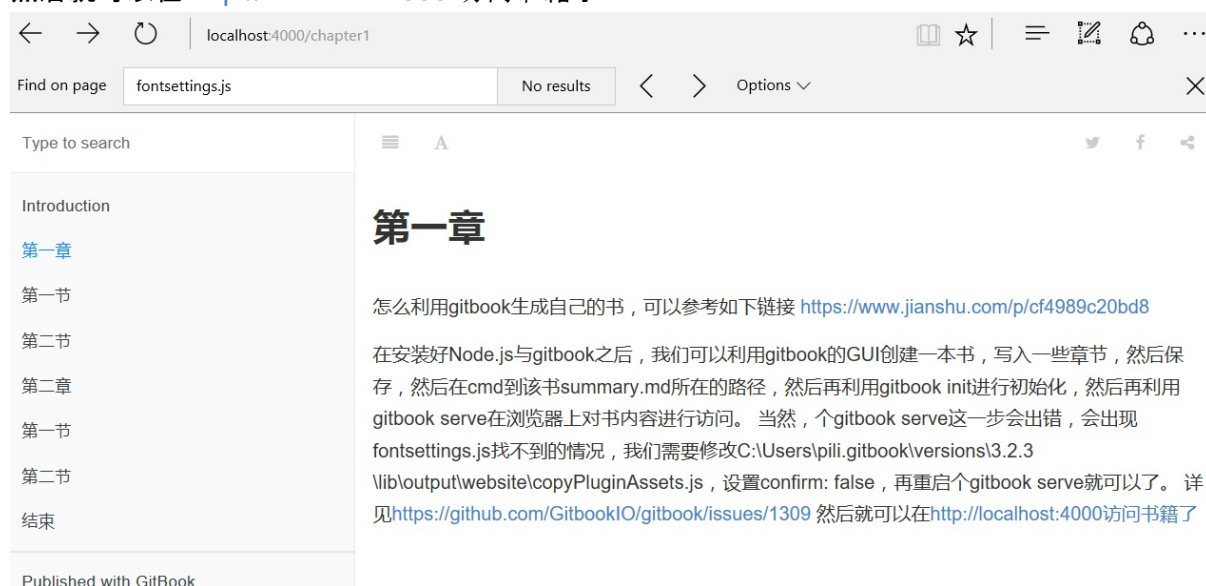 localhost:4000/chapter1
Find on page
fontsettings.js
No results
Options
Type to search
A
Introduction
第一章
第一节
第二节
第二章
第一节
第二节
结束
Published with GitBook
第一章
怎么利用gitbook生成自己的书，可以参考如下链接 https://www.jianshu.com/p/cf4989c20bd8
在安装好Node.js与gitbook之后，我们可以利用gitbook的GUI创建一本书，写入一些章节，然后保
存，然后在cmd到该书summary.md所在的路径，然后再利用gitbook init进行初始化，然后再利用
gitbook serve在浏览器上对书内容进行访问。 当然，个gitbook serve这一步会出错，会出现
fontsettings.js找不到的情况，我们需要修改C:\Users\pili.gitbook\versions\3.2.3
\lib\output\website\copyPluginAssets.js，设置confirm: false，再重启个gitbook serve就可以了。 详
见https://github.com/GitbookIO/gitbook/issues/1309 然后就可以在http://localhost:4000访问书籍了